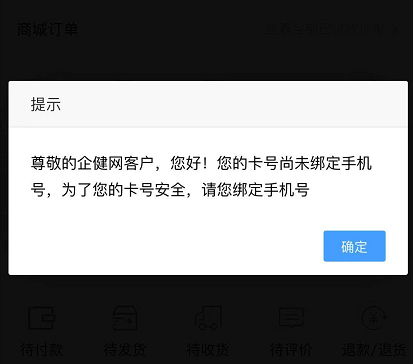 商城订单
提示
尊敬的企健网客户，您好！您的卡号尚未绑定手机
号，为了您的卡号安全，请您绑定手机号
确定
待付款
待发货
待收货
待评价
退款/退货